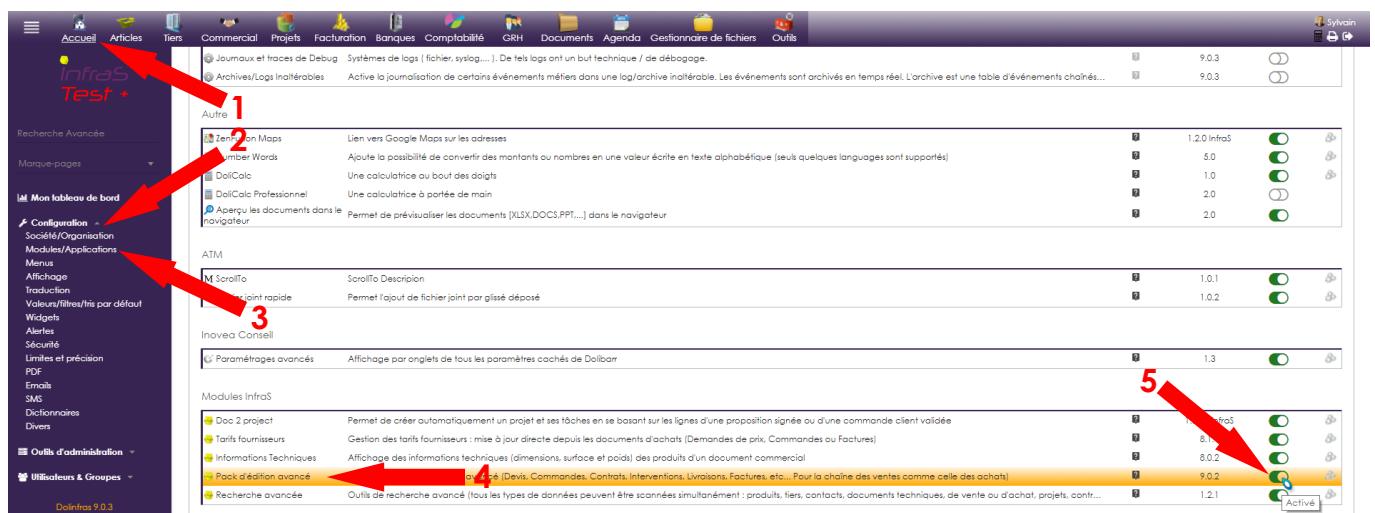 Accueil Articles Tiers Commercial Projets Facturation Banques Comptabilité GRH Documents Agenda Gestionnaire de fichiers Outils Sylvain
InfraS
Test +
Recherche Avancée
Marque-pages
Mon tableau de bord
Configuration
Société/Organisation
Modules/Applications
Menus
Affichage
Traduction
Valeurs/filtres/tris par défaut
Widgets
Alertes
Sécurité
Limites et précision
PDF
Emails
SMS
Dictionnaires
Divers
Outils d'administration
Utilisateurs & Groupes
Dolinfras 9.0.3
Journaux et traces de Debug Systèmes de logs ( fichier, syslog,... ). De tels logs ont un but technique / de débogage. 9.0.3
Archives/Logs Inaltérables Active la journalisation de certains événements métiers dans une log/archive inaltérable. Les événements sont archivés en temps réel. L'archive est une table d'événements chaînés... 9.0.3
1
Autre
2
ZenFusion Maps Lien vers Google Maps sur les adresses 1.2.0 InfraS
Number Words Ajoute la possibilité de convertir des montants ou nombres en une valeur écrite en texte alphabétique (seuls quelques languages sont supportés) 5.0
DoliCalc Une calculatrice au bout des doigts 1.0
DoliCalc Professionnel Une calculatrice à portée de main 2.0
Aperçu les documents dans le
navigateur Permet de prévisualiser les documents [XLSX,DOCS,PPT,...] dans le navigateur 2.0
ATM
ScrollTo ScrollTo Descripion 1.0.1
joint rapide Permet l'ajout de fichier joint par glissé déposé 1.0.2
3
Inovea Conseil
Paramétrages avancés Affichage par onglets de tous les paramètres cachés de Dolibarr 1.3
5
Modules InfraS
Doc 2 project Permet de créer automatiquement un projet et ses tâches en se basant sur les lignes d'une proposition signée ou d'une commande client validée
Tarifs fournisseurs Gestion des tarifs fournisseurs : mise à jour directe depuis les documents d'achats (Demandes de prix, Commandes ou Factures)
Informations Techniques Affichage des informations techniques (dimensions, surface et poids) des produits d'un document commercial 8.0.2
Pack d'édition avancé 4 (Devis, Commandes, Contrats, Interventions, Livraisons, Factures, etc... Pour la chaîne des ventes comme celle des achats) 9.0.2
Recherche avancée Outils de recherche avancé (tous les types de données peuvent être scannées simultanément : produits, tiers, contacts, documents techniques, de vente ou d'achat, projets, contr... 1.2.1
Activé